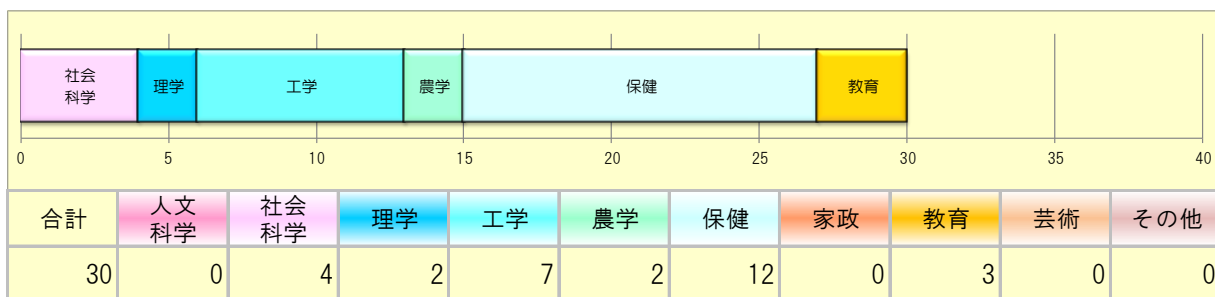 社会
科学
理学
工学
農学
保健
教育
0 5 10 15 20 25 30 35 40
合計 人文科学 社会科学 理学 工学 農学 保健 家政 教育 芸術 その他
30 0 4 2 7 2 12 0 3 0 0